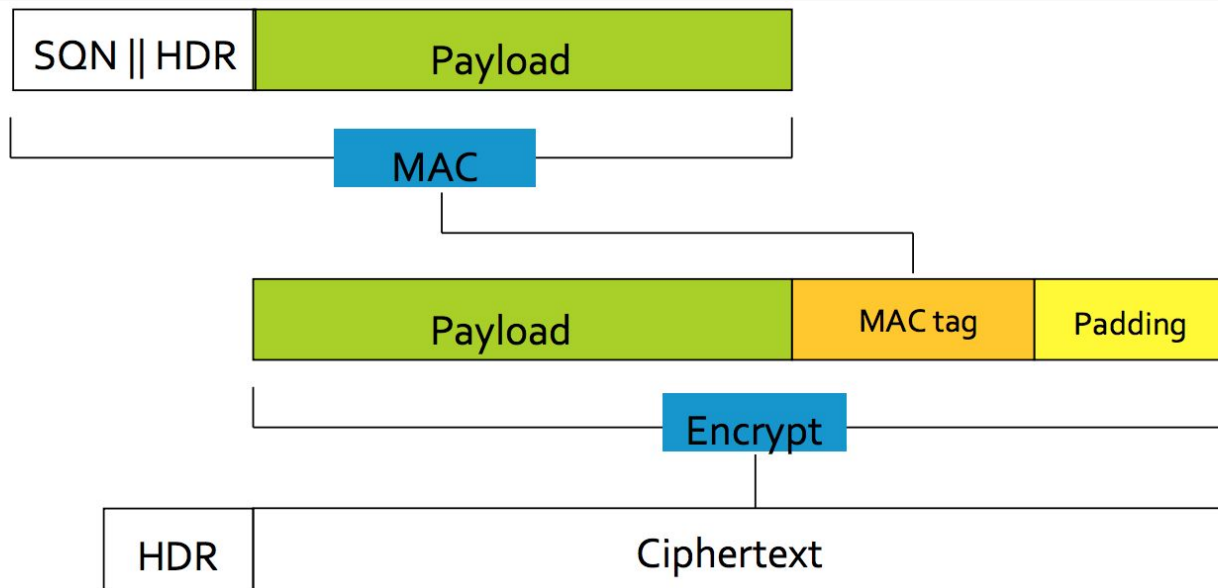 SQN || HDR
Payload
MAC
Payload
MAC tag
Padding
Encrypt
HDR
Ciphertext